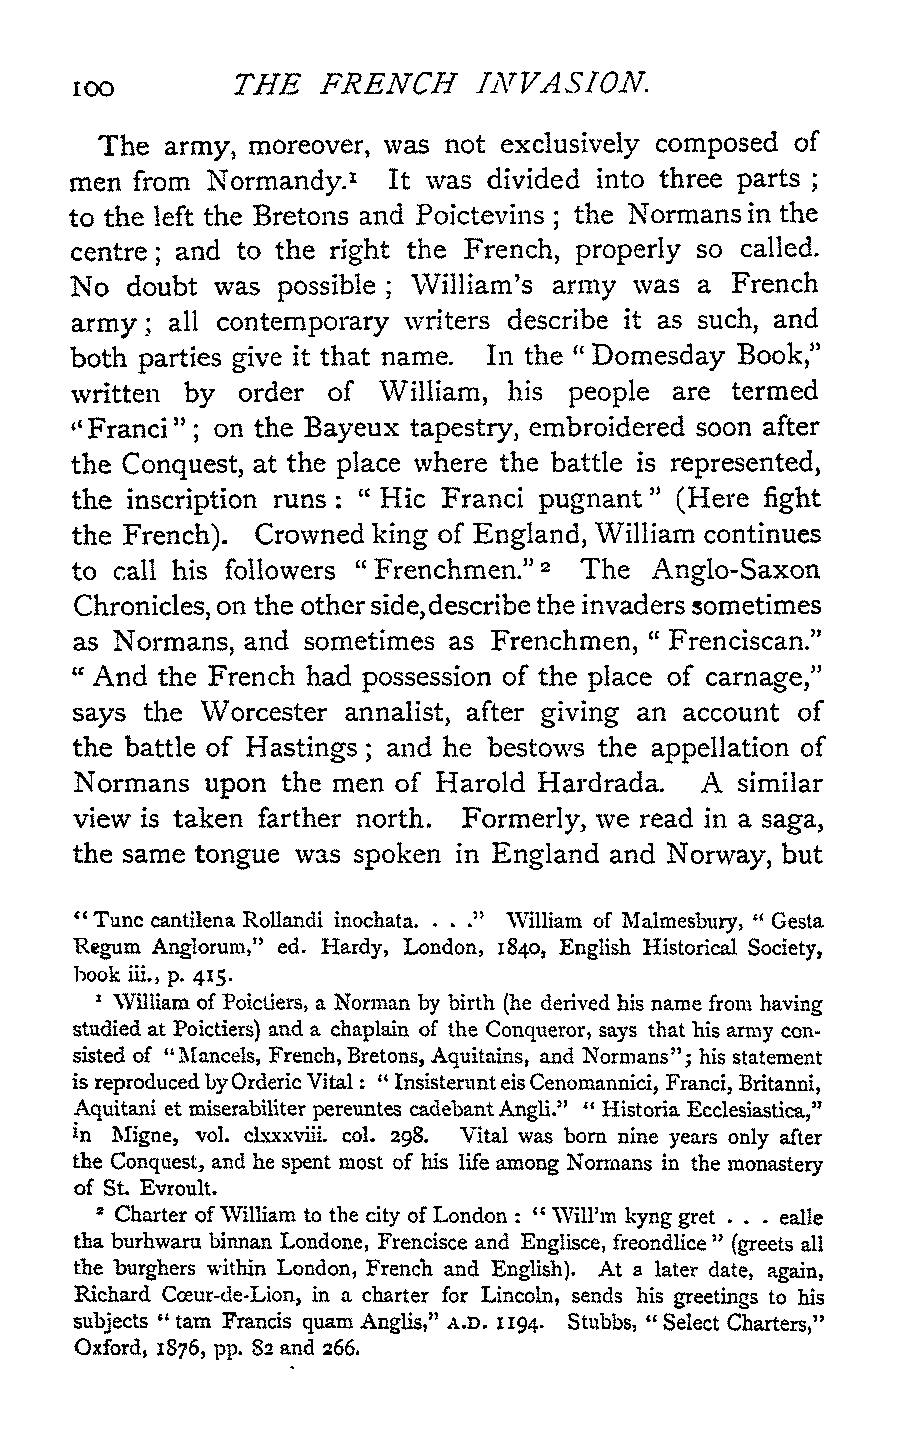 100 THE FRENCH INVASION.
The army, moreover, was not exclusively composed of
men from Normandy.¹ It was divided into three parts ;
to the left the Bretons and Poictevins ; the Normans in the
centre ; and to the right the French, properly so called.
No doubt was possible ; William's army was a French
army ; all contemporary writers describe it as such, and
both parties give it that name. In the " Domesday Book,"
written by order of William, his people are termed
" Franci " ; on the Bayeux tapestry, embroidered soon after
the Conquest, at the place where the battle is represented,
the inscription runs : " Hic Franci pugnant " (Here fight
the French). Crowned king of England, William continues
to call his followers " Frenchmen." ² The Anglo-Saxon
Chronicles, on the other side, describe the invaders sometimes
as Normans, and sometimes as Frenchmen, " Frenciscan."
" And the French had possession of the place of carnage,"
says the Worcester annalist, after giving an account of
the battle of Hastings ; and he bestows the appellation of
Normans upon the men of Harold Hardrada. A similar
view is taken farther north. Formerly, we read in a saga,
the same tongue was spoken in England and Norway, but
" Tunc cantilena Rollandi inochata. . . ." William of Malmesbury, " Gesta
Regum Anglorum," ed. Hardy, London, 1840, English Historical Society,
book iii., p. 415.
¹ William of Poictiers, a Norman by birth (he derived his name from having
studied at Poictiers) and a chaplain of the Conqueror, says that his army con-
sisted of "Mancels, French, Bretons, Aquitains, and Normans"; his statement
is reproduced by Orderic Vital : " Insisterunt eis Cenomannici, Franci, Britanni,
Aquitani et miserabiliter pereuntes cadebant Angli." " Historia Ecclesiastica,"
in Migne, vol. clxxxviii. col. 298. Vital was born nine years only after
the Conquest, and he spent most of his life among Normans in the monastery
of St. Evroult.
² Charter of William to the city of London : " Will'm kyng gret . . . ealle
tha burhwaru binnan Londone, Frencisce and Englisce, freondlice " (greets all
the burghers within London, French and English). At a later date, again,
Richard Cœur-de-Lion, in a charter for Lincoln, sends his greetings to his
subjects " tam Francis quam Anglis," A.D. 1194. Stubbs, " Select Charters,"
Oxford, 1876, pp. 82 and 266.